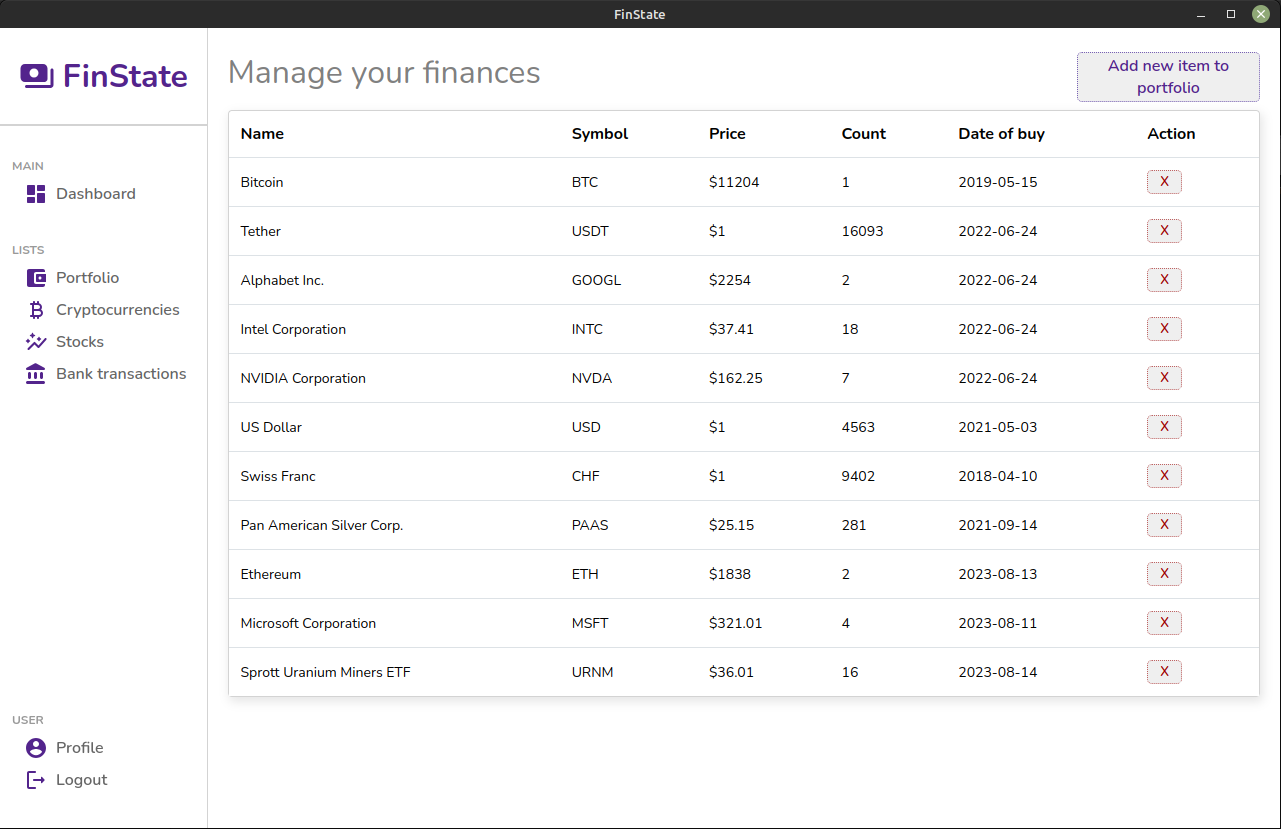 FinState
FinState
MAIN
Dashboard
LISTS
Portfolio
Cryptocurrencies
Stocks
Bank transactions
USER
Profile
Logout
Manage your finances
Add new item to
portfolio
Name Symbol Price Count Date of buy Action
Bitcoin BTC $11204 1 2019-05-15 X
Tether USDT $1 16093 2022-06-24 X
Alphabet Inc. GOOGL $2254 2 2022-06-24 X
Intel Corporation INTC $37.41 18 2022-06-24 X
NVIDIA Corporation NVDA $162.25 7 2022-06-24 X
US Dollar USD $1 4563 2021-05-03 X
Swiss Franc CHF $1 9402 2018-04-10 X
Pan American Silver Corp. PAAS $25.15 281 2021-09-14 X
Ethereum ETH $1838 2 2023-08-13 X
Microsoft Corporation MSFT $321.01 4 2023-08-11 X
Sprott Uranium Miners ETF URNM $36.01 16 2023-08-14 X